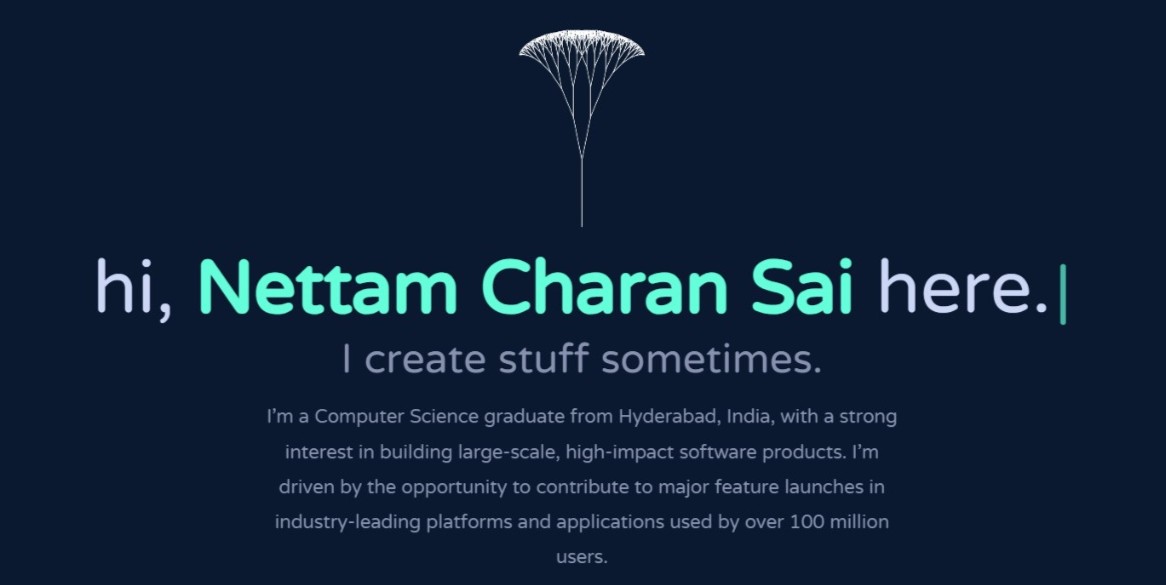 hi, Nettam Charan Sai here.
I create stuff sometimes.
I'm a Computer Science graduate from Hyderabad, India, with a strong
interest in building large-scale, high-impact software products. I'm
driven by the opportunity to contribute to major feature launches in
industry-leading platforms and applications used by over 100 million
users.